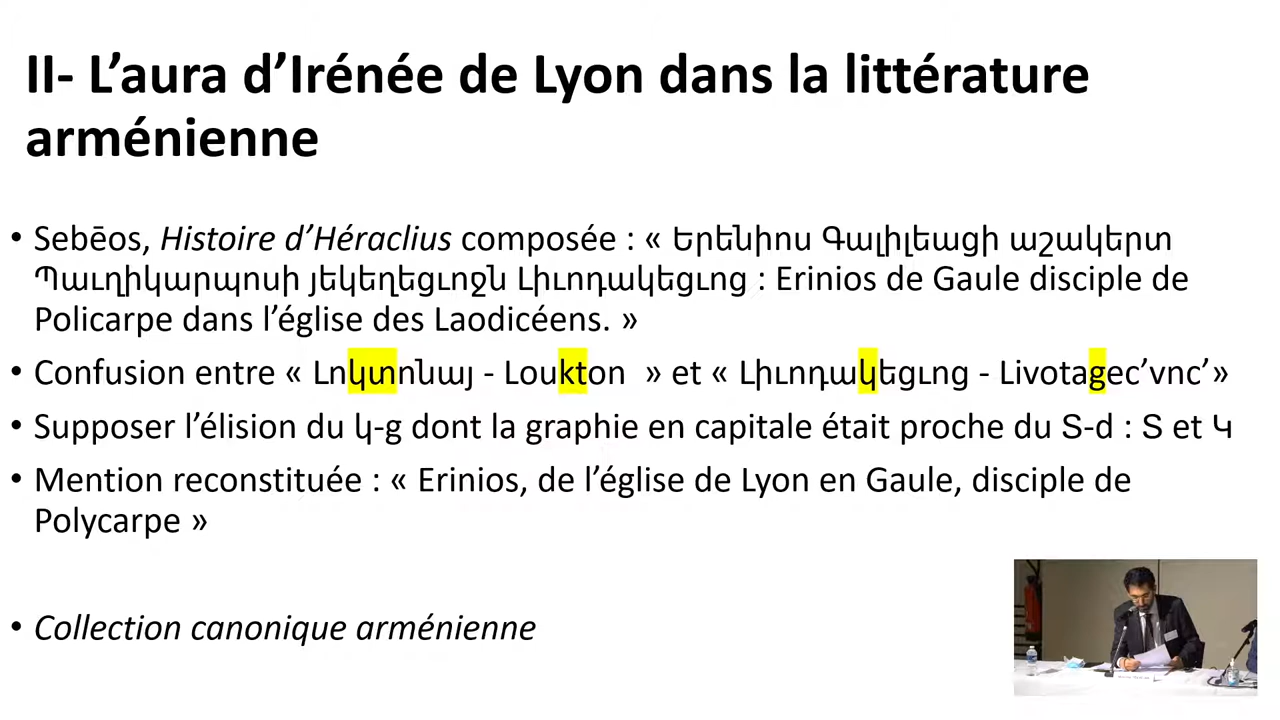 II- L’aura d’Irénée de Lyon dans la littérature
arménienne
• Sebēos, Histoire d’Héraclius composée : « Երենիոս Գալիլեացի աշակերտ
Պաւղիկարպոսի յեկեղեցւոջն Լիւոդակեցւոց : Erinios de Gaule disciple de
Policarpe dans l’église des Laodicéens. »
• Confusion entre « Լոկտոնայ - Loukton » et « Լիւոդակեցւոց - Livotagec’vnc’»
• Supposer l’élision du կ-g dont la graphie en capitale était proche du Տ-d : Տ et Կ
• Mention reconstituée : « Erinios, de l’église de Lyon en Gaule, disciple de
Polycarpe »
• Collection canonique arménienne